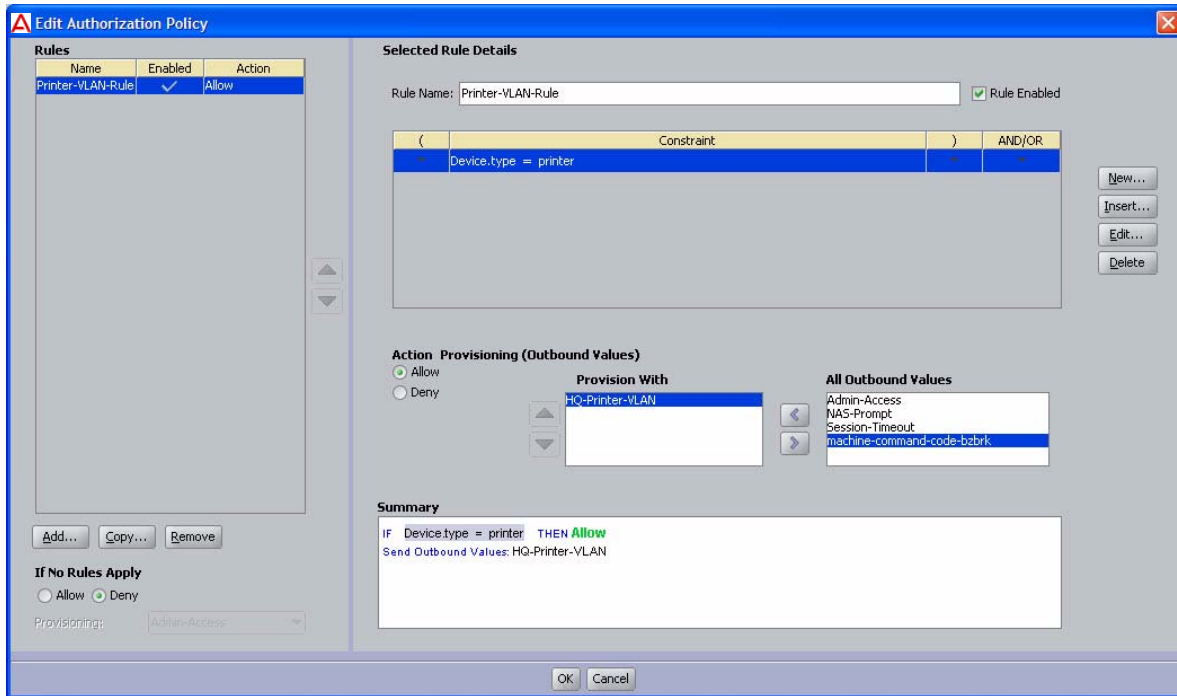 Edit Authorization Policy
Rules
Name Enabled Action
Printer-VLAN-Rule Allow
Add... Copy... Remove
If No Rules Apply
Allow Deny
Provisioning: Admin-Access
Selected Rule Details
Rule Name: Printer-VLAN-Rule Rule Enabled
( Constraint ) AND/OR
Device.type = printer
New...
Insert...
Edit...
Delete
Action Provisioning (Outbound Values)
Allow
Deny
Provision With
HQ-Printer-VLAN
All Outbound Values
Admin-Access
NAS-Prompt
Session-Timeout
machine-command-code-bzbrk
Summary
IF Device.type = printer THEN Allow
Send Outbound Values: HQ-Printer-VLAN
OK Cancel